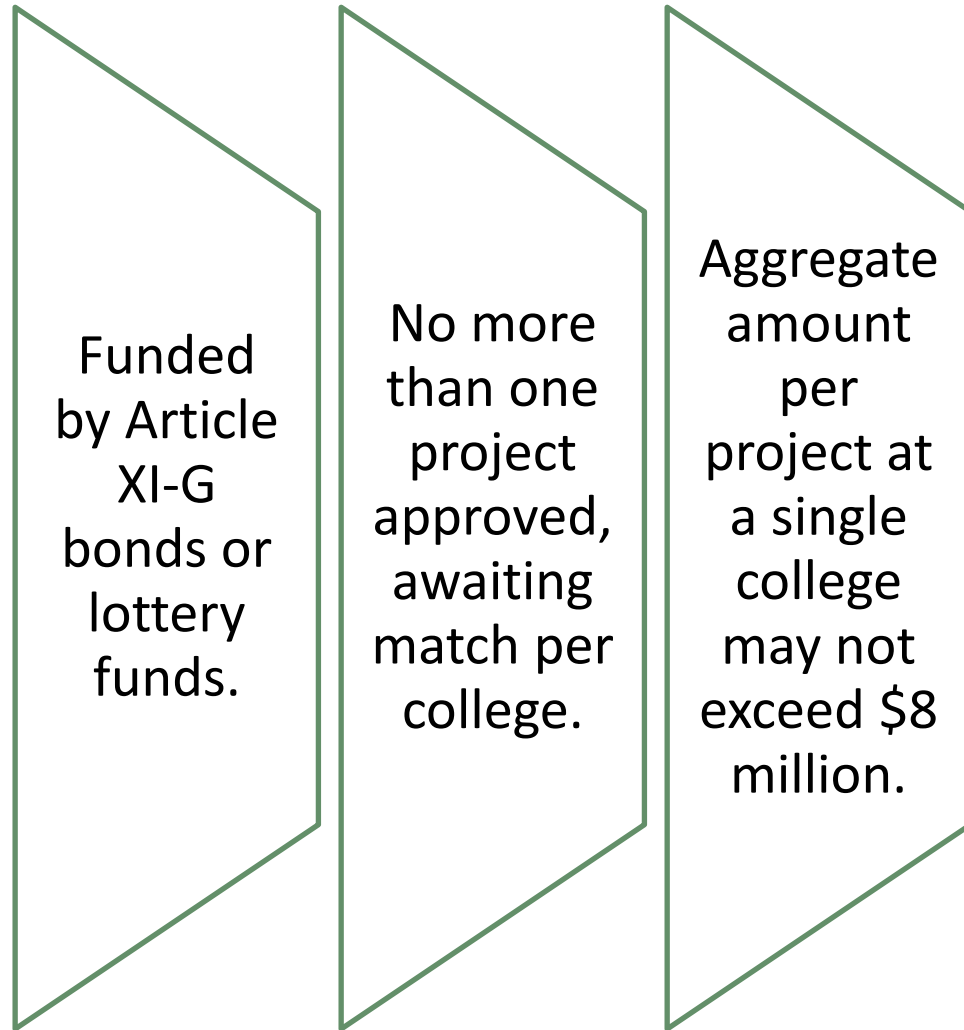 Funded
by Article
XI-G
bonds or
lottery
funds.
No more
than one
project
approved,
awaiting
match per
college.
Aggregate
amount
per
project at
a single
college
may not
exceed $8
million.